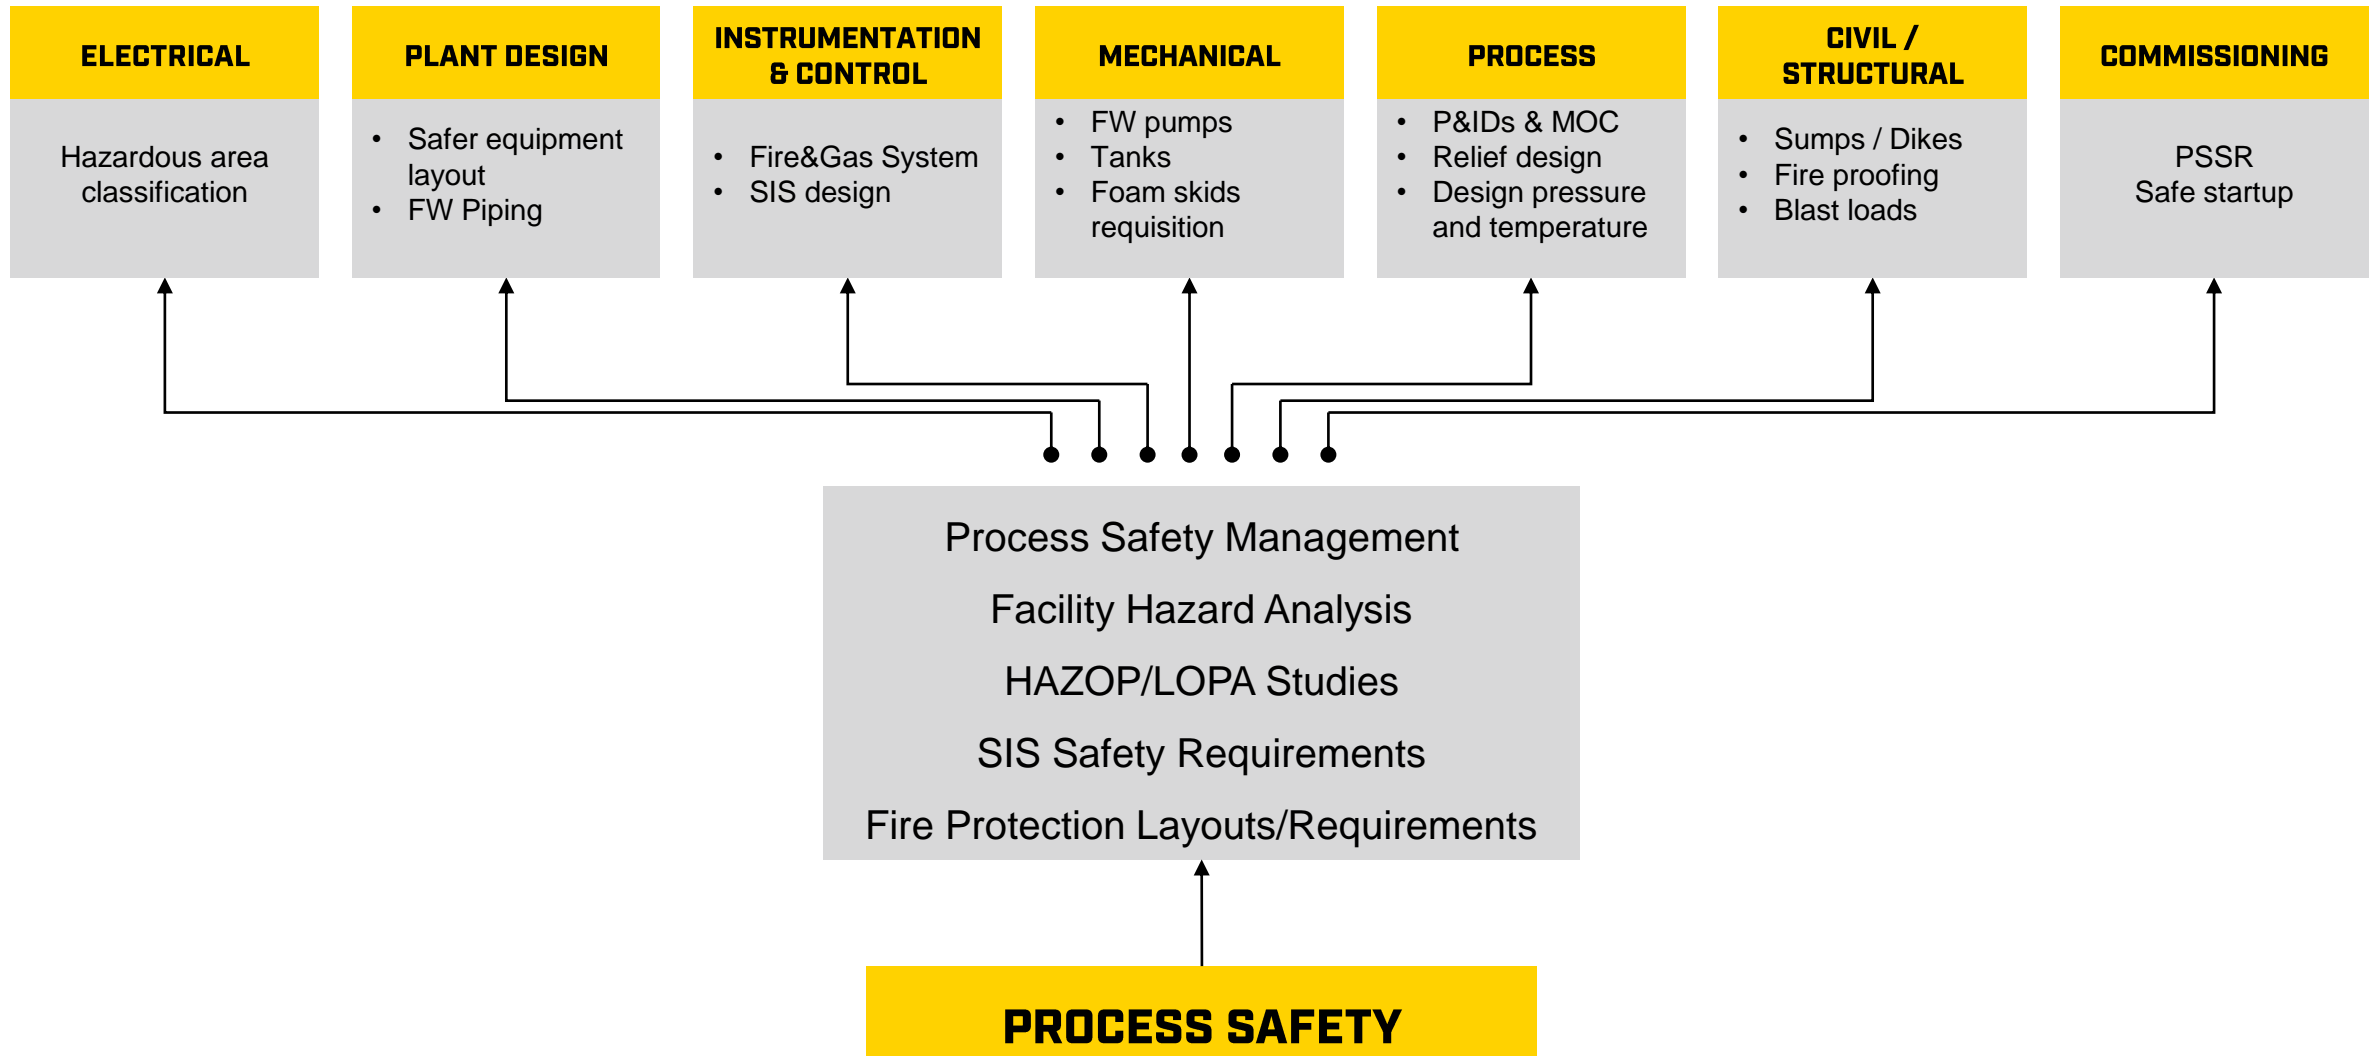 ELECTRICAL
Hazardous area
classification
PLANT DESIGN
• Safer equipment
layout
• FW Piping
INSTRUMENTATION
& CONTROL
• Fire&Gas System
• SIS design
MECHANICAL
• FW pumps
• Tanks
• Foam skids
requisition
PROCESS
• P&IDs & MOC
• Relief design
• Design pressure
and temperature
CIVIL /
STRUCTURAL
• Sumps / Dikes
• Fire proofing
• Blast loads
COMMISSIONING
PSSR
Safe startup
Process Safety Management
Facility Hazard Analysis
HAZOP/LOPA Studies
SIS Safety Requirements
Fire Protection Layouts/Requirements
PROCESS SAFETY